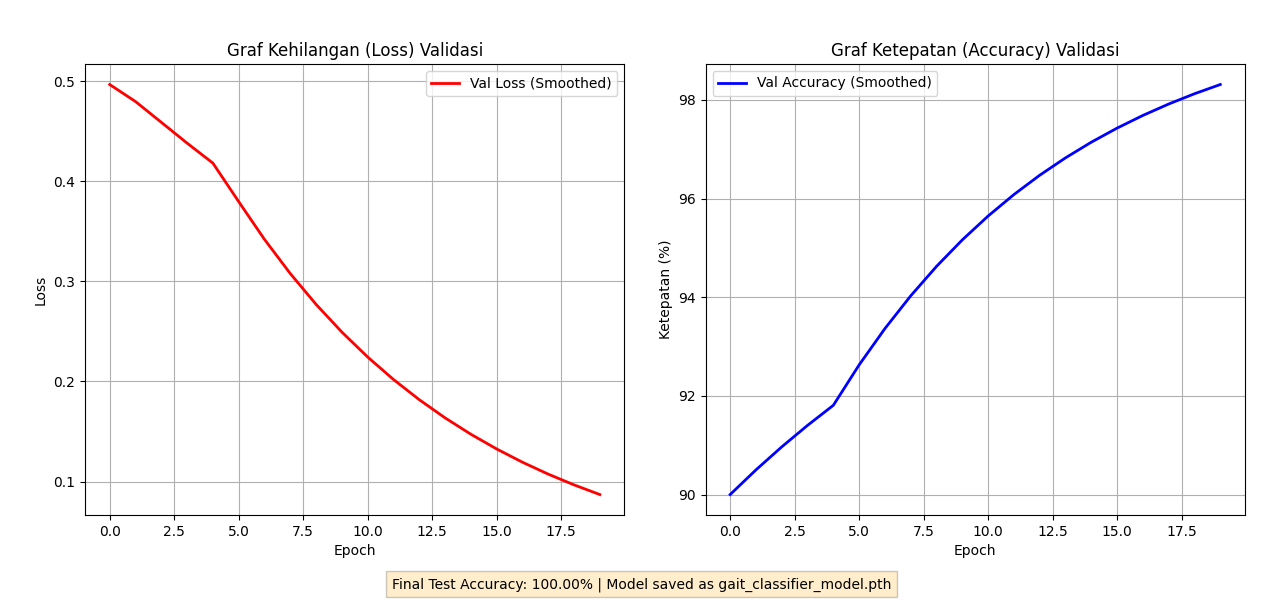 Graf Kehilangan (Loss) Validasi
Val Loss (Smoothed)
0.5
0.4
0.3
0.2
0.1
Loss
0.0 2.5 5.0 7.5 10.0 12.5 15.0 17.5
Epoch
Graf Ketepatan (Accuracy) Validasi
Val Accuracy (Smoothed)
98
96
94
92
90
Ketepatan (%)
0.0 2.5 5.0 7.5 10.0 12.5 15.0 17.5
Epoch
Final Test Accuracy: 100.00% | Model saved as gait_classifier_model.pth